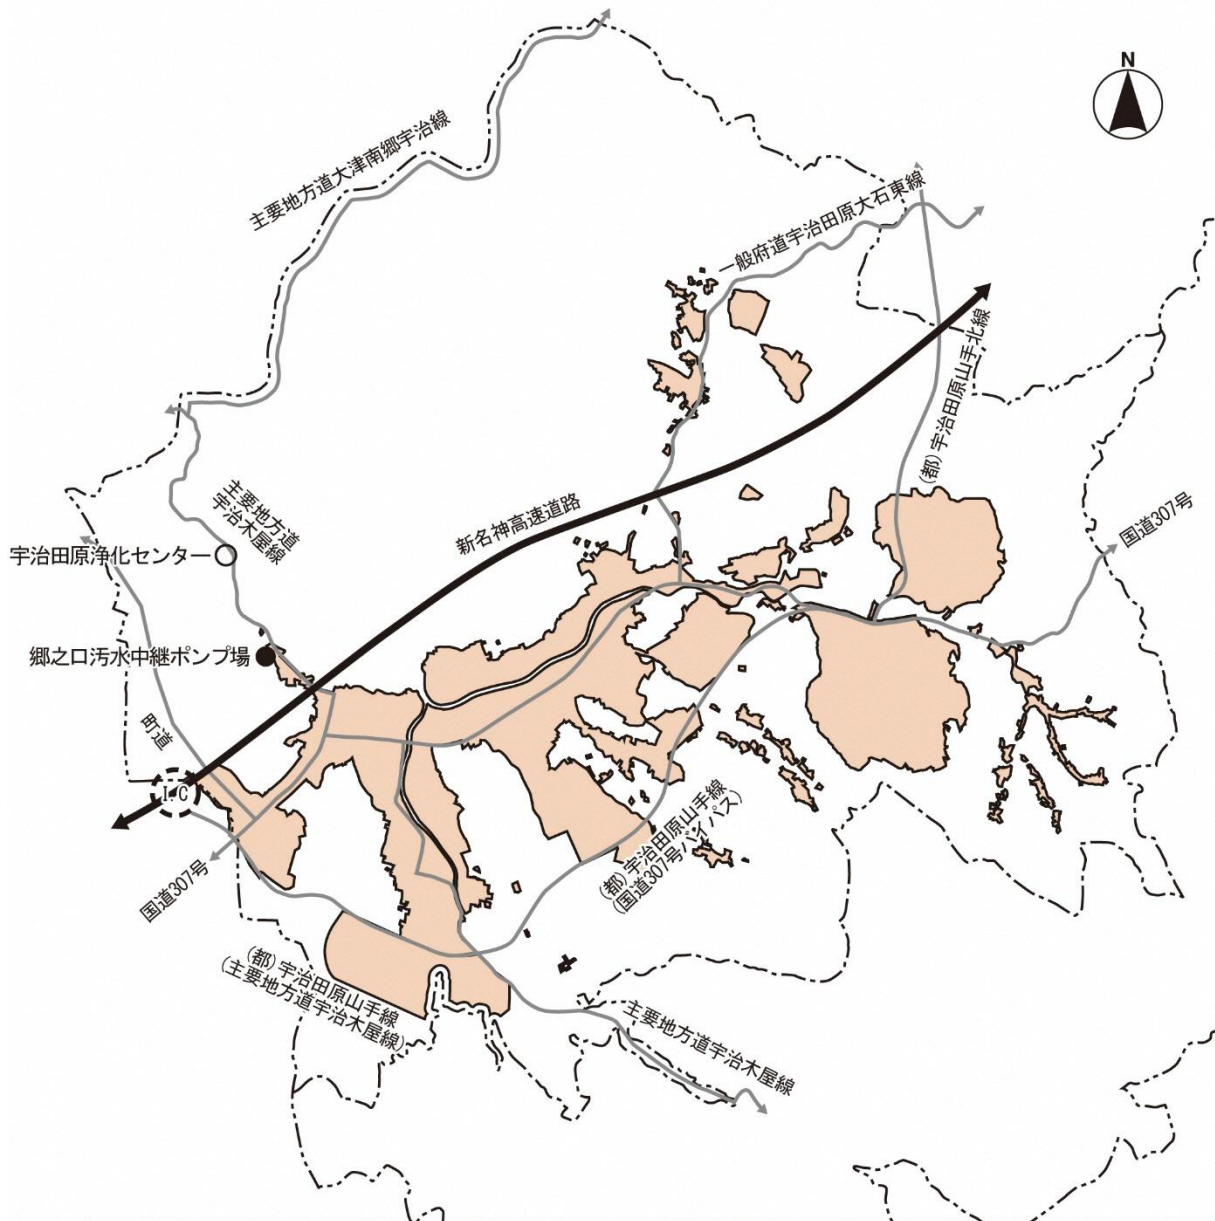 N
主要地方道大津南郷宇治線
一般府道宇治田原大石東線
(都)宇治田原山手北線
主要地方道
宇治木屋線
新名神高速道路
国道307号
宇治田原浄化センター
郷之口汚水中継ポンプ場
町道
I.C
国道307号
(都)宇治田原山手線
(国道307号バイパス)
(都)宇治田原山手線
(主要地方道宇治木屋線)
主要地方道宇治木屋線